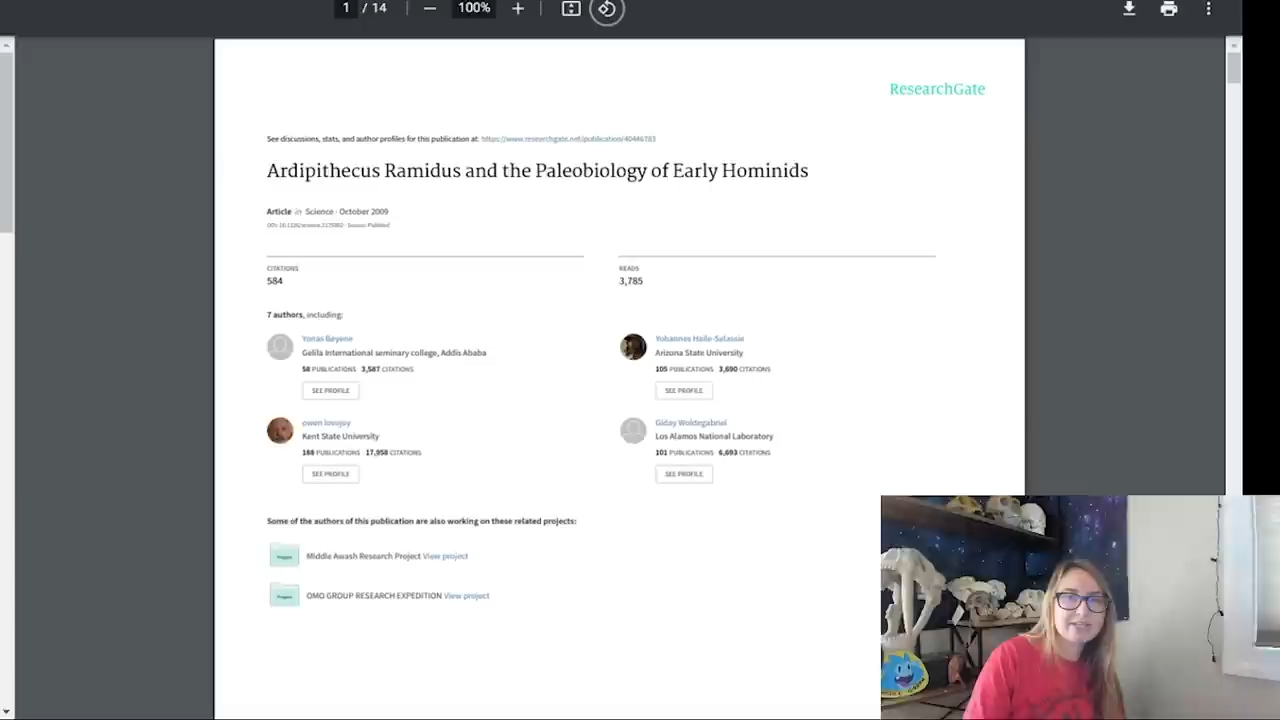 1 / 14
100%
ResearchGate
See discussions, stats, and author profiles for this publication at: https://www.researchgate.net/publication/40446783
Ardipithecus Ramidus and the Paleobiology of Early Hominids
Article in Science · October 2009
CITATIONS
584
READS
3,785
7 authors, including:
Yonas Beyene
Gelila International seminary college, Addis Ababa
58 PUBLICATIONS 3,587 CITATIONS
SEE PROFILE
Yohannes Haile-Selassie
Arizona State University
105 PUBLICATIONS 3,690 CITATIONS
SEE PROFILE
owen lovejoy
Kent State University
188 PUBLICATIONS 17,958 CITATIONS
SEE PROFILE
Giday Woldegabriel
Los Alamos National Laboratory
101 PUBLICATIONS 6,693 CITATIONS
SEE PROFILE
Some of the authors of this publication are also working on these related projects:
Project
Middle Awash Research Project View project
Project
OMO GROUP RESEARCH EXPEDITION View project